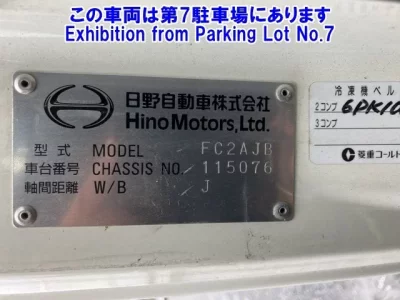 この車両は第7駐車場にあります
Exhibition from Parking Lot No.7
日野自動車株式会社
Hino Motors, Ltd.
型式 MODEL FC2AJB
車台番号 CHASSIS NO. 115076
軸間距離 W/B J
冷凍機ベル
2コンプ 6PK10
3コンプ
菱重コールド